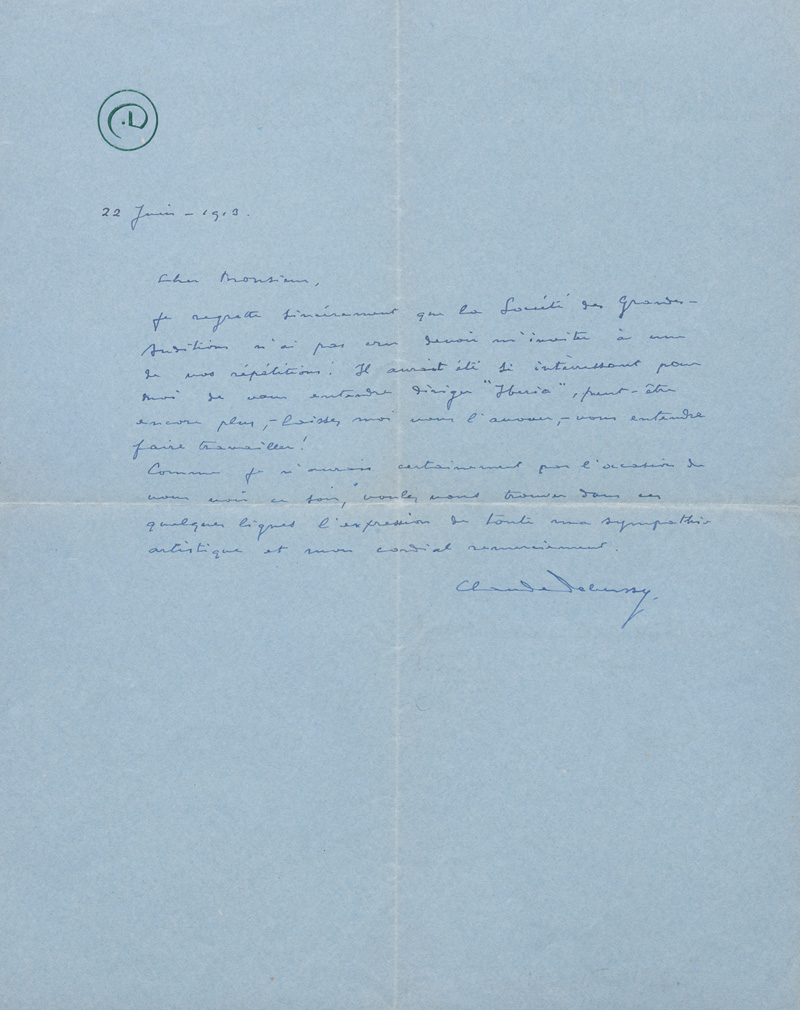 CD
22 Juin - 1913.
Cher Monsieur,
Je regrette sincèrement que la Société des Grandes-
Auditions n'ai pas cru devoir m'inviter à une
de vos répétitions! Il aurait été si intéressant pour
moi de vous entendre diriger "Iberia", peut-être
encore plus, - laissez moi vous l'avouer, - vous entendre
faire travailler!
Comme je n'aurais certainement pas l'occasion de
vous voir ce soir, voulez vous trouver dans ces
quelques lignes l'expression de toute ma sympathie
artistique et mon cordial remerciement.
Claude Debussy.